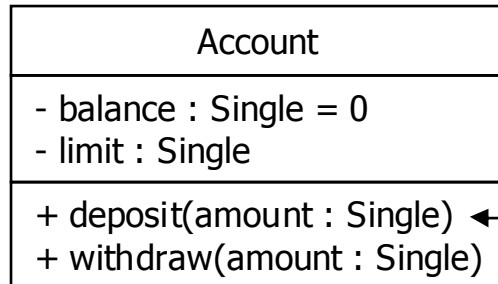 Account
- balance : Single = 0
- limit : Single
+ deposit(amount : Single)
+ withdraw(amount : Single)